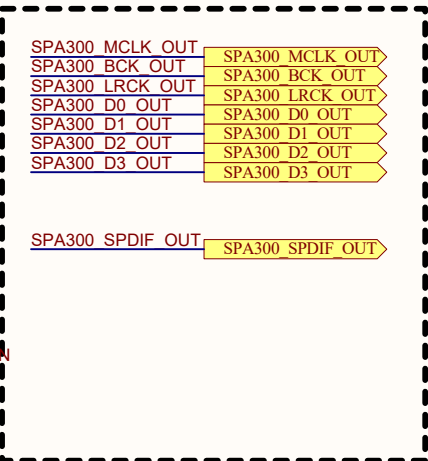 SPA300_MCLK_OUT SPA300_MCLK_OUT
SPA300_BCK_OUT SPA300_BCK_OUT
SPA300_LRCK_OUT SPA300_LRCK_OUT
SPA300_D0_OUT SPA300_D0_OUT
SPA300_D1_OUT SPA300_D1_OUT
SPA300_D2_OUT SPA300_D2_OUT
SPA300_D3_OUT SPA300_D3_OUT
SPA300_SPDIF_OUT SPA300_SPDIF_OUT
N